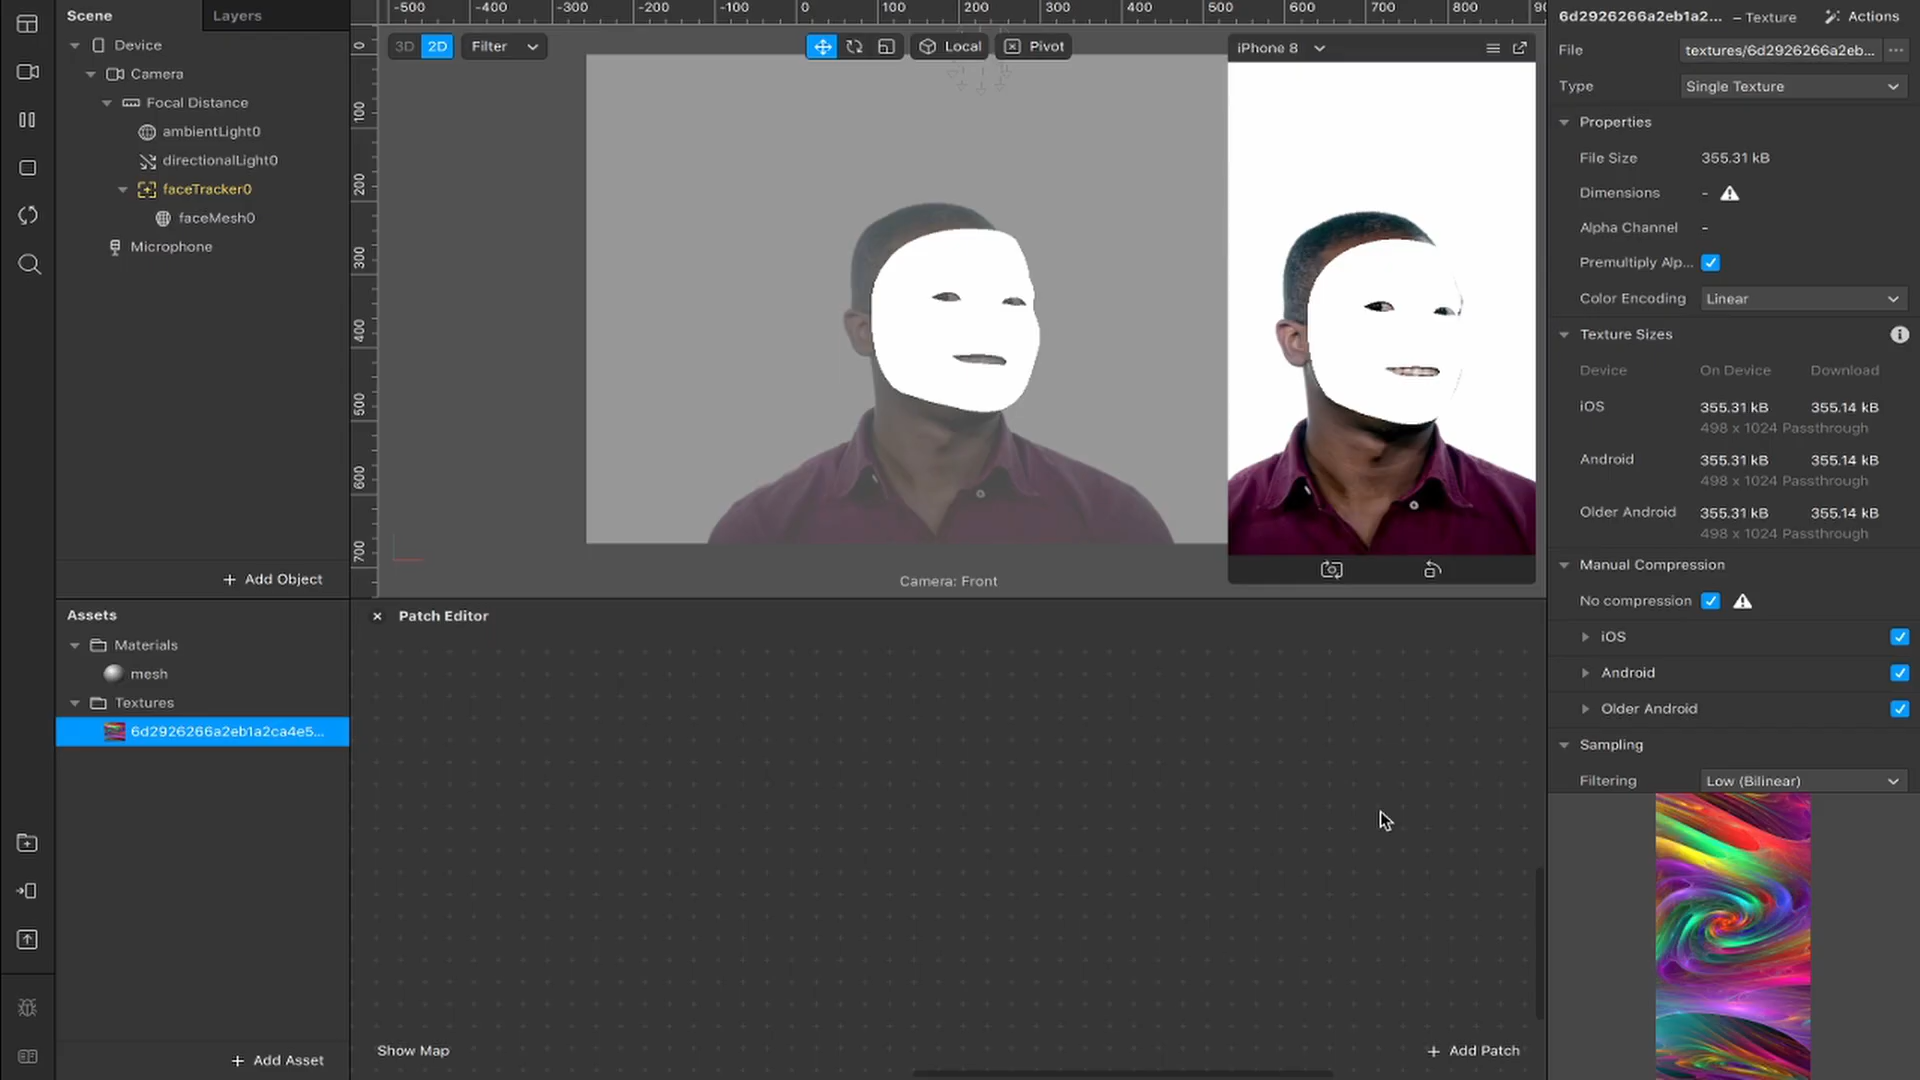 Scene
Layers
Device
Camera
Focal Distance
ambientLight0
directionalLight0
faceTracker0
faceMesh0
Microphone
+ Add Object
Assets
Materials
mesh
Textures
6d2926266a2eb1a2ca4e5...
+ Add Asset
-500 -400 -300 -200 -100 0 100 200 300 400 500 600 700 800 90
0
100
200
300
400
500
600
700
3D 2D Filter
Local
Pivot
Camera: Front
iPhone 8
× Patch Editor
Show Map
+ Add Patch
6d2926266a2eb1a2... – Texture
Actions
File textures/6d2926266a2eb... ...
Type Single Texture
Properties
File Size 355.31 kB
Dimensions -
Alpha Channel -
Premultiply Alp...
Color Encoding Linear
Texture Sizes
Device On Device Download
iOS 355.31 kB 355.14 kB
498 x 1024 Passthrough
Android 355.31 kB 355.14 kB
498 x 1024 Passthrough
Older Android 355.31 kB 355.14 kB
498 x 1024 Passthrough
Manual Compression
No compression
iOS
Android
Older Android
Sampling
Filtering Low (Bilinear)